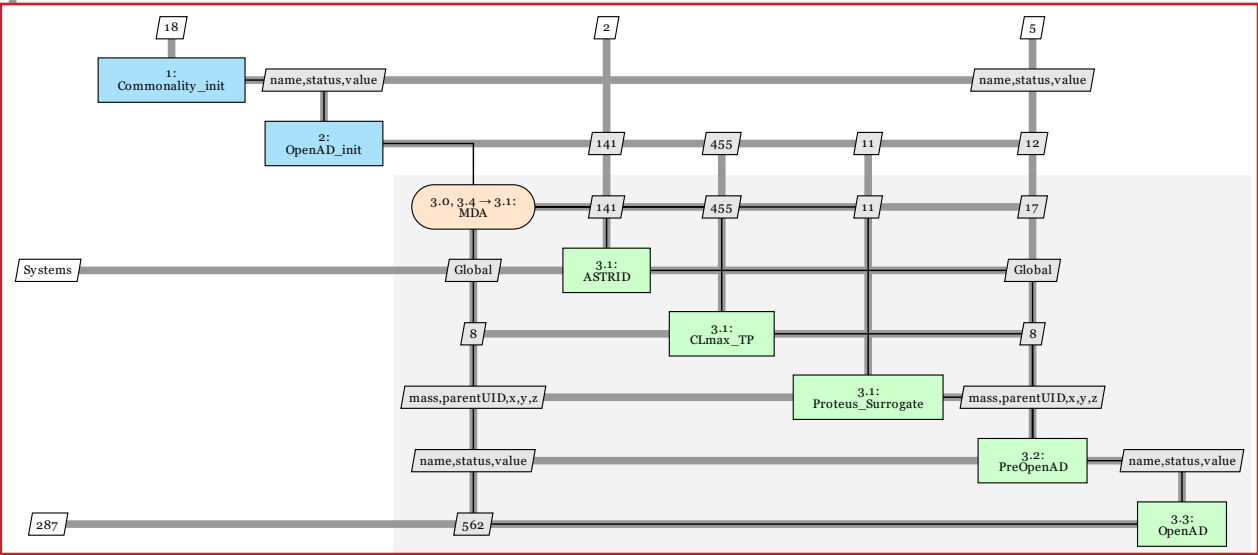 18
2
5
1:
Commonality_init
name,status,value
name,status,value
2:
OpenAD_init
141
455
11
12
3.0, 3.4 → 3.1:
MDA
141
455
11
17
Systems
Global
3.1:
ASTRID
Global
8
3.1:
CLmax_TP
8
mass,parentUID,x,y,z
3.1:
Proteus_Surrogate
mass,parentUID,x,y,z
name,status,value
3.2:
PreOpenAD
name,status,value
287
562
3.3:
OpenAD